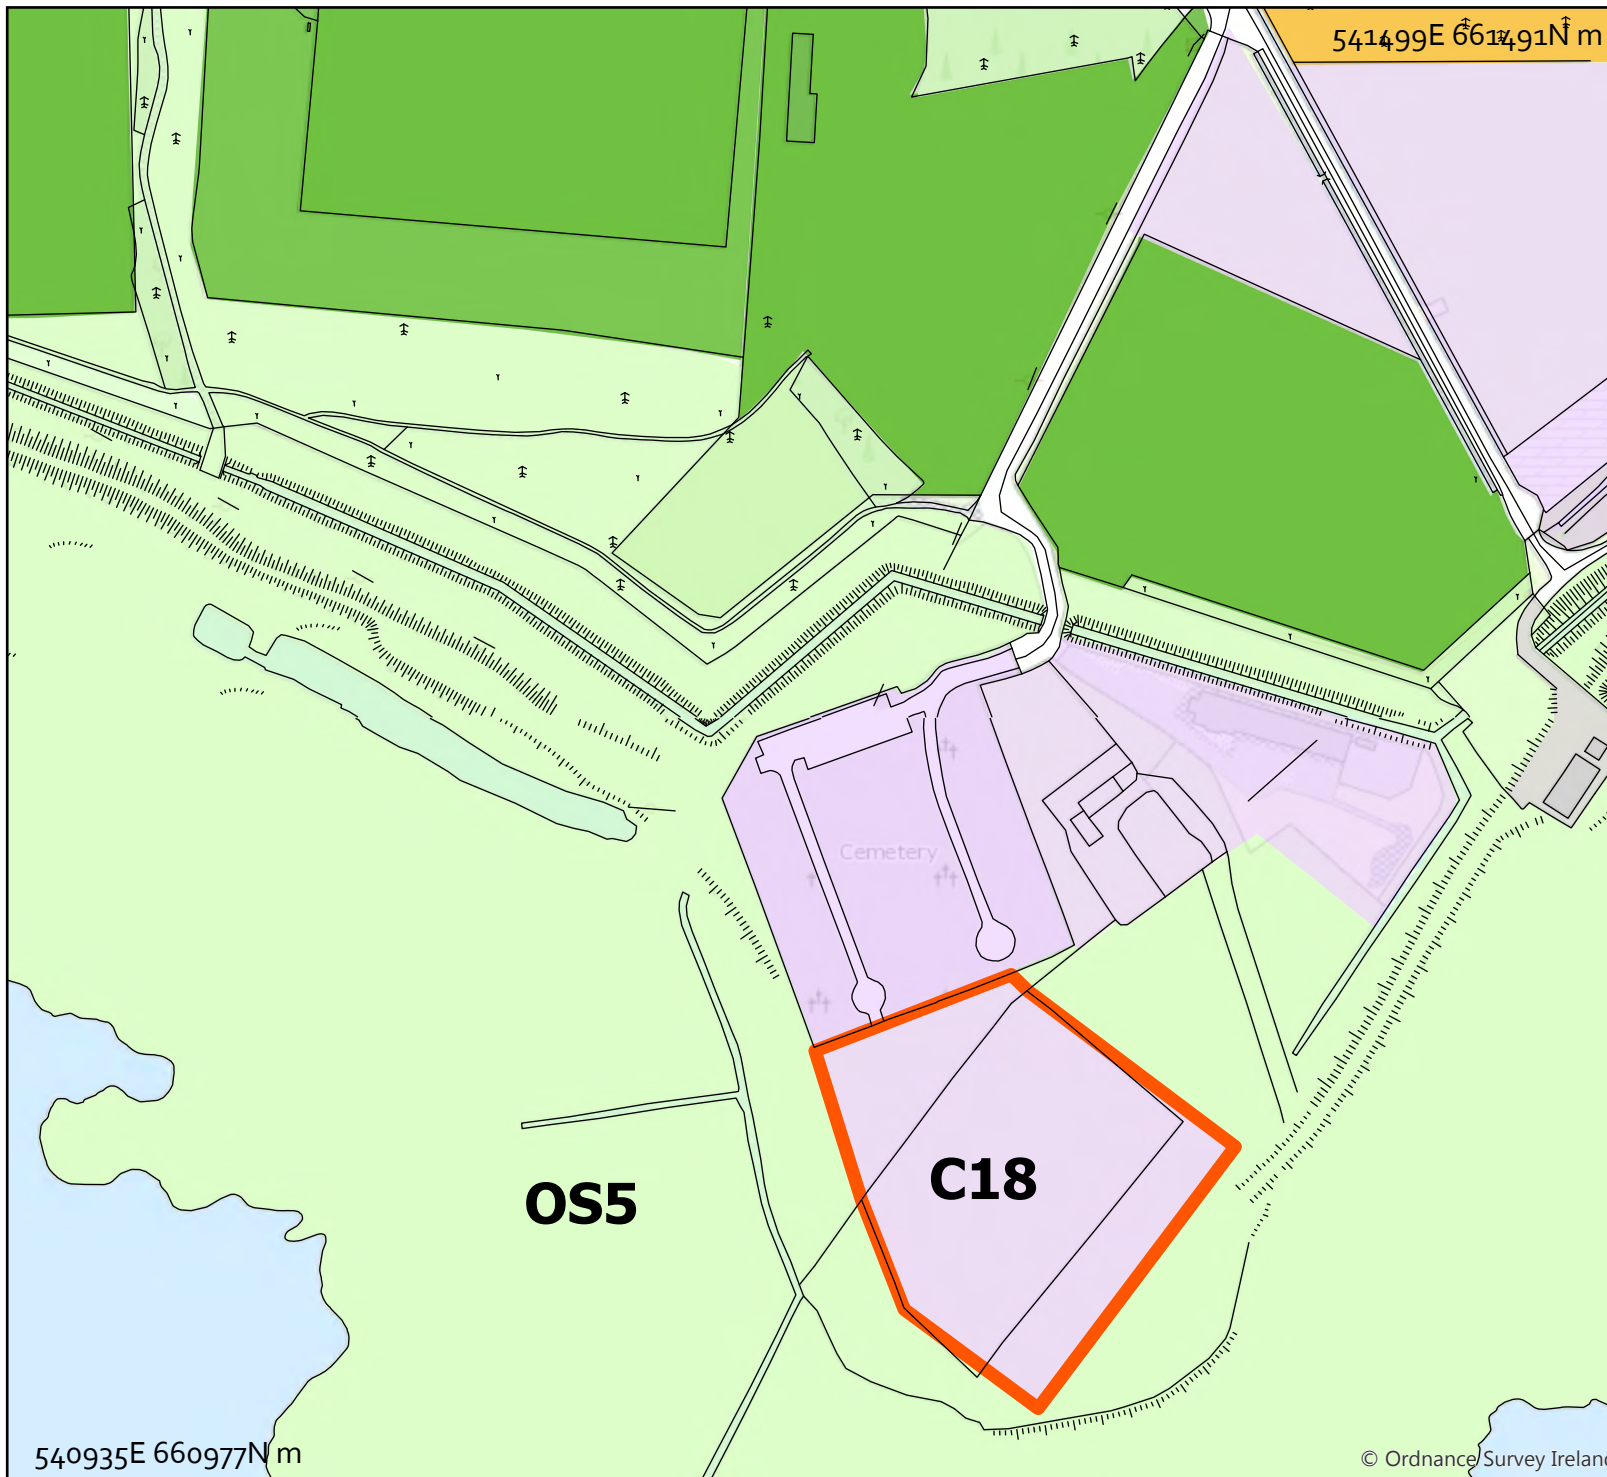 541499E 661491N m
Cemetery
C18
OS5
540935E 660977N m
© Ordnance Survey Ireland